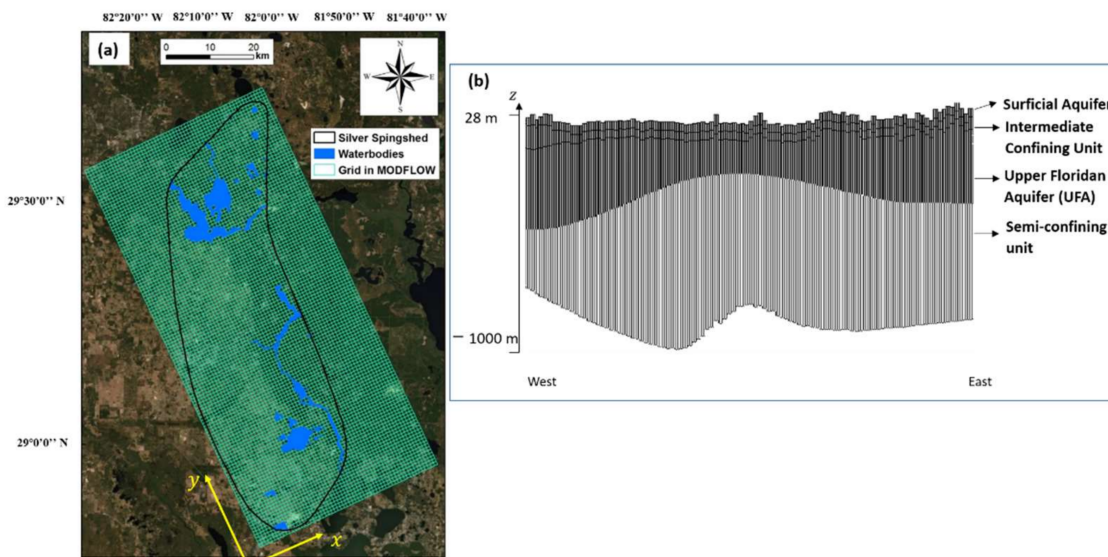 82°20'0'' W 82°10'0'' W 82°0'0'' W 81°50'0'' W 81°40'0'' W
(a)
0 10 20
km
N
W E
S
Silver Spingshed
Waterbodies
Grid in MODFLOW
29°30'0'' N
29°0'0'' N
y
x
(b)
z
28 m
Surficial Aquifer
Intermediate
Confining Unit
Upper Floridan
Aquifer (UFA)
Semi-confining
unit
1000 m
West East